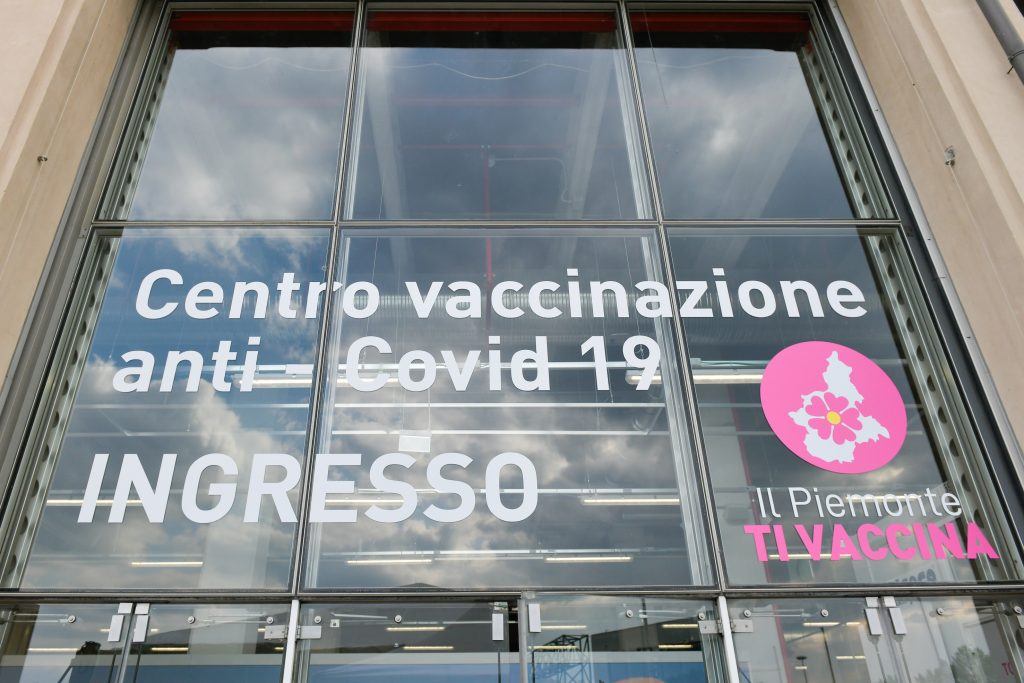 Centro vaccinazione
anti - Covid 19
INGRESSO
Il Piemonte
TI VACCINA